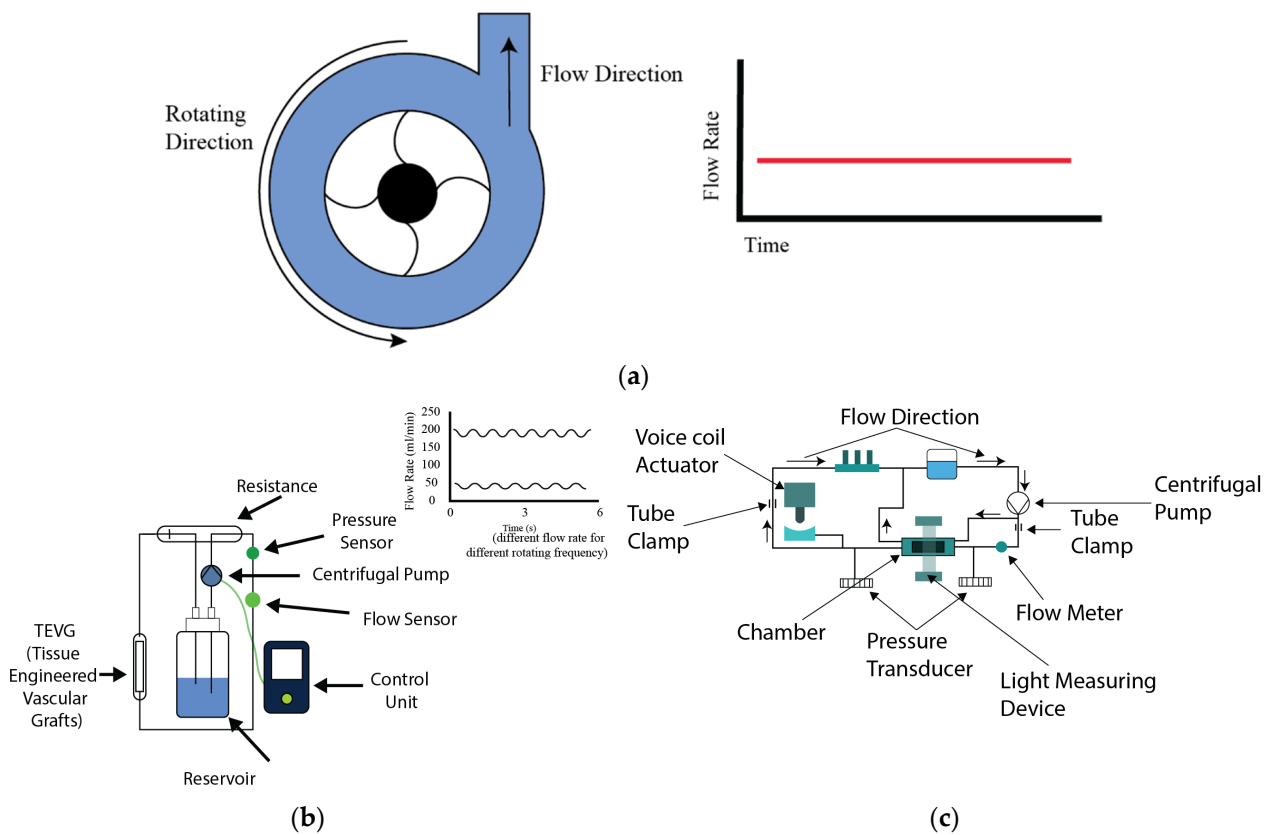 Rotating
Direction
Flow Direction
Flow Rate
Time
(a)
250
200
150
100
50
0
Flow Rate (ml/min)
0
3
6
Time (s)
(different flow rate for
different rotating frequency)
Resistance
Pressure
Sensor
Centrifugal Pump
Flow Sensor
TEVG
(Tissue
Engineered
Vascular
Grafts)
Control
Unit
Reservoir
(b)
Flow Direction
Voice coil
Actuator
Tube
Clamp
Centrifugal
Pump
Tube
Clamp
Flow Meter
Chamber
Pressure
Transducer
Light Measuring
Device
(c)